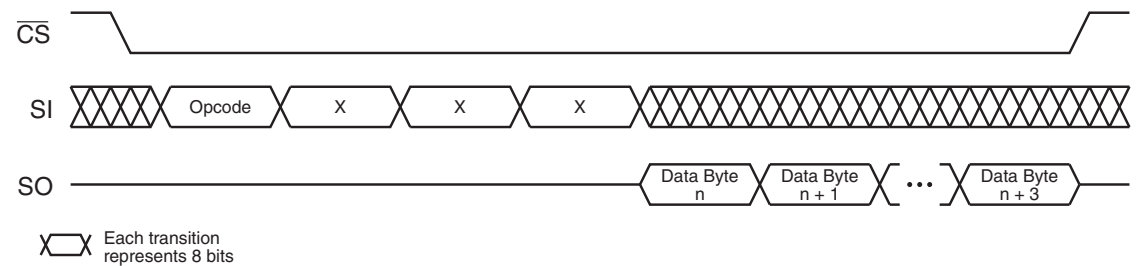 CS
SI Opcode X X X
SO Data Byte n Data Byte n + 1 ••• Data Byte n + 3
Each transition
represents 8 bits